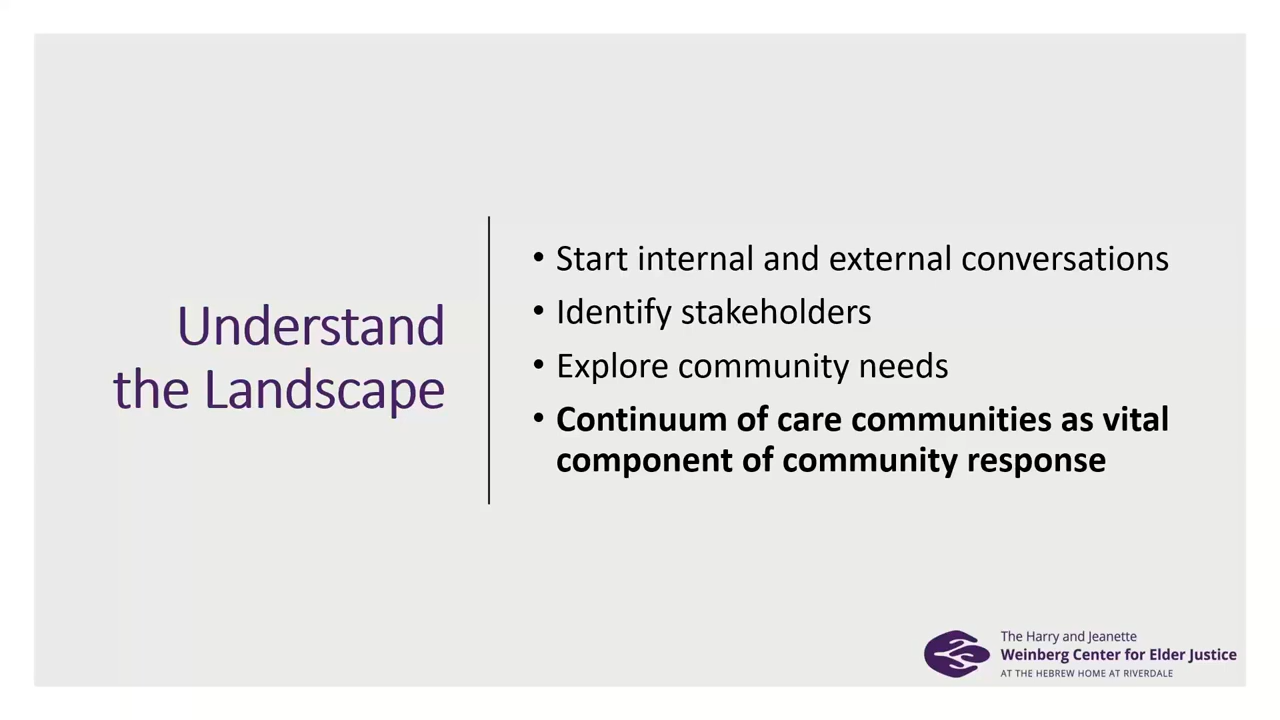 Understand
the Landscape
• Start internal and external conversations
• Identify stakeholders
• Explore community needs
• Continuum of care communities as vital
component of community response
The Harry and Jeanette
Weinberg Center for Elder Justice
AT THE HEBREW HOME AT RIVERDALE